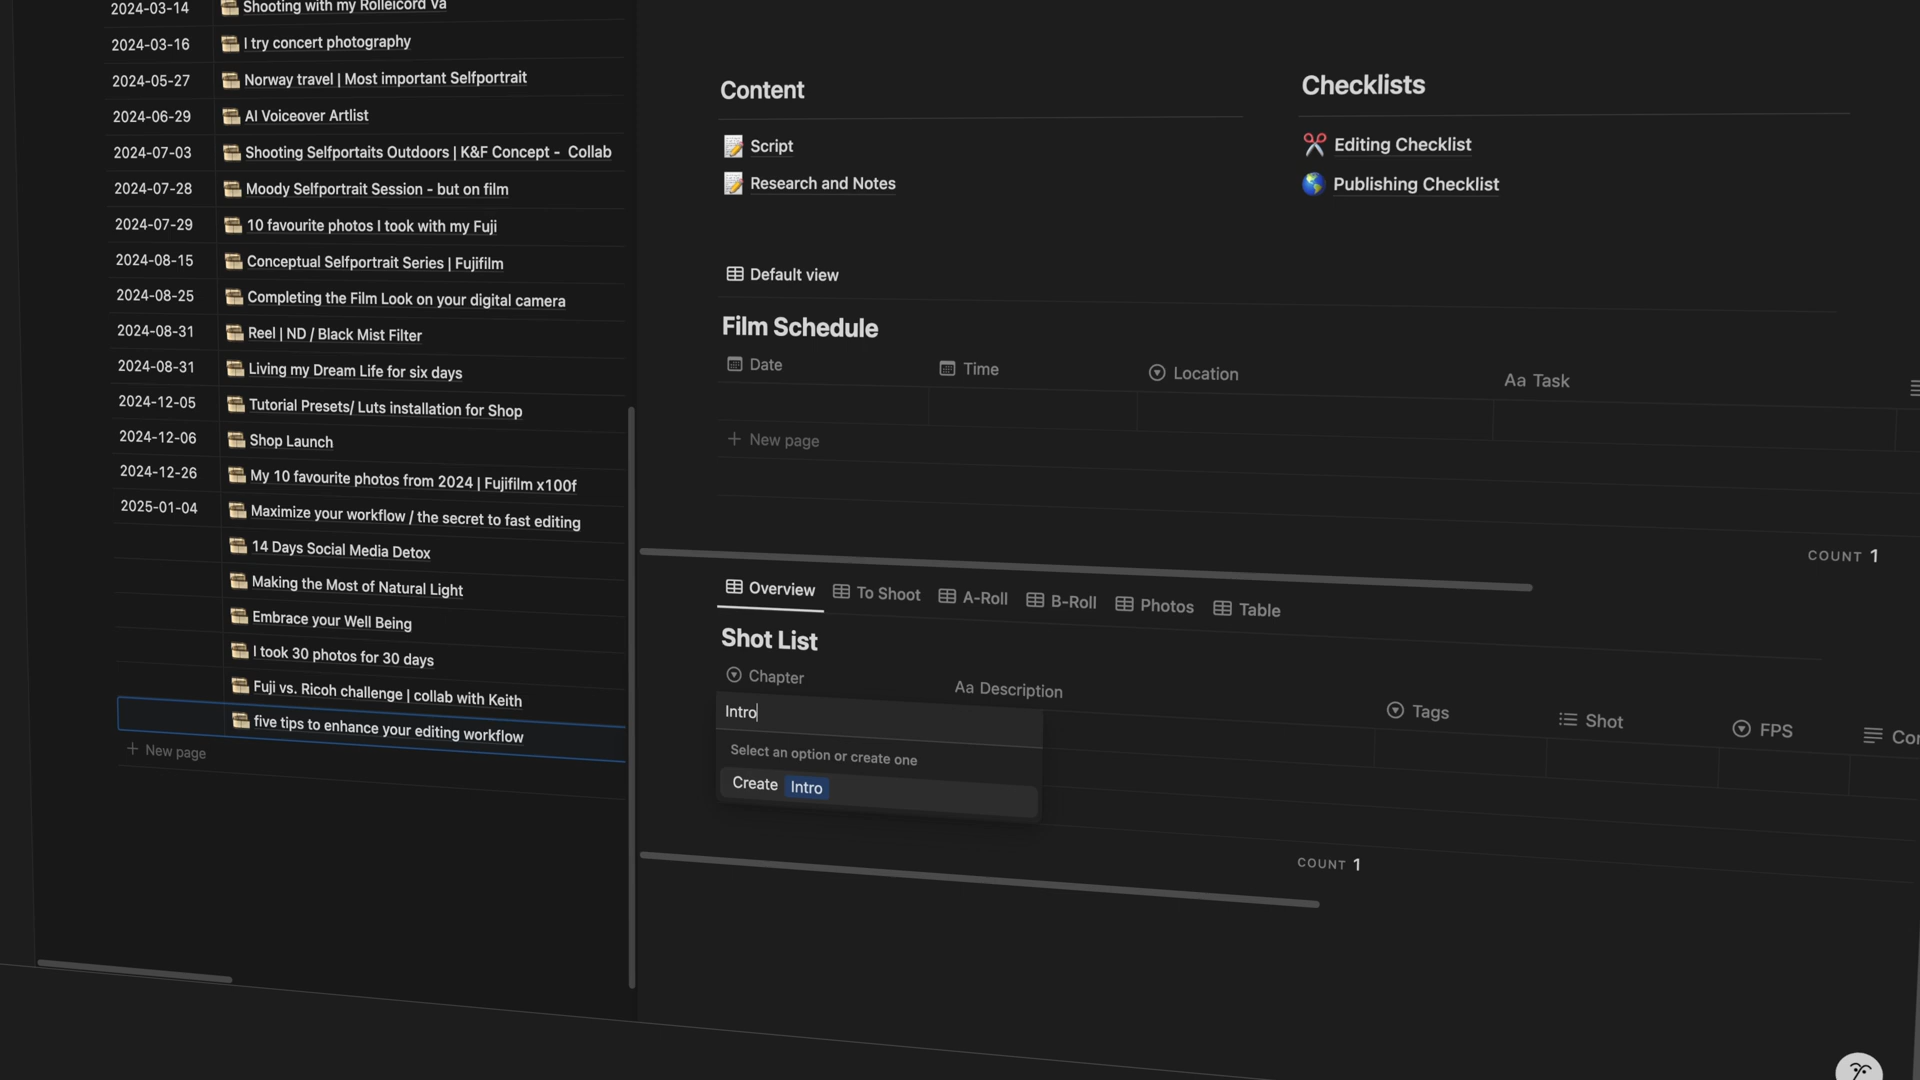 2024-03-14 Shooting with my Rolleicord Va
2024-03-16 I try concert photography
2024-05-27 Norway travel | Most important Selfportrait
2024-06-29 AI Voiceover Artlist
2024-07-03 Shooting Selfportaits Outdoors | K&F Concept - Collab
2024-07-28 Moody Selfportrait Session - but on film
2024-07-29 10 favourite photos I took with my Fuji
2024-08-15 Conceptual Selfportrait Series | Fujifilm
2024-08-25 Completing the Film Look on your digital camera
2024-08-31 Reel | ND / Black Mist Filter
2024-08-31 Living my Dream Life for six days
2024-12-05 Tutorial Presets/ Luts installation for Shop
2024-12-06 Shop Launch
2024-12-26 My 10 favourite photos from 2024 | Fujifilm x100f
2025-01-04 Maximize your workflow / the secret to fast editing
14 Days Social Media Detox
Making the Most of Natural Light
Embrace your Well Being
I took 30 photos for 30 days
Fuji vs. Ricoh challenge | collab with Keith
five tips to enhance your editing workflow
+ New page
Content
Script
Research and Notes
Checklists
Editing Checklist
Publishing Checklist
Default view
Film Schedule
Date Time Location Aa Task
+ New page
COUNT 1
Overview To Shoot A-Roll B-Roll Photos Table
Shot List
Chapter Aa Description Tags Shot FPS
Intro
Select an option or create one
Create Intro
COUNT 1